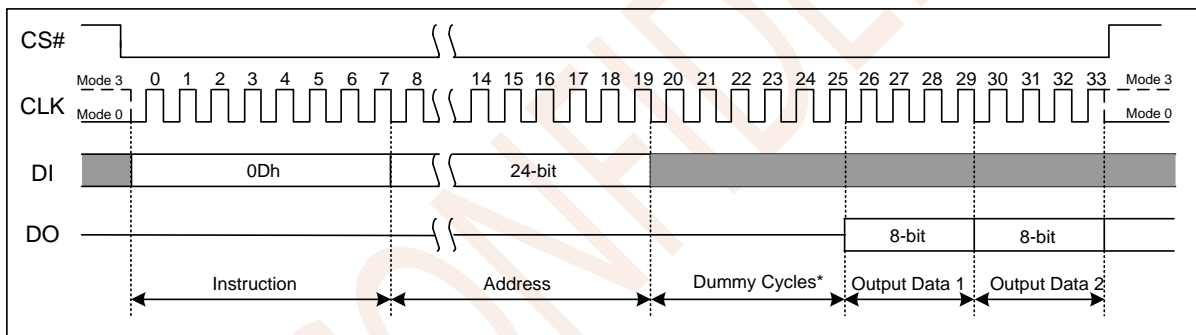 CS#
Mode 3 0 1 2 3 4 5 6 7 8 14 15 16 17 18 19 20 21 22 23 24 25 26 27 28 29 30 31 32 33 Mode 3
CLK
Mode 0 Mode 0
DI 0Dh 24-bit
DO 8-bit 8-bit
Instruction Address Dummy Cycles* Output Data 1 Output Data 2